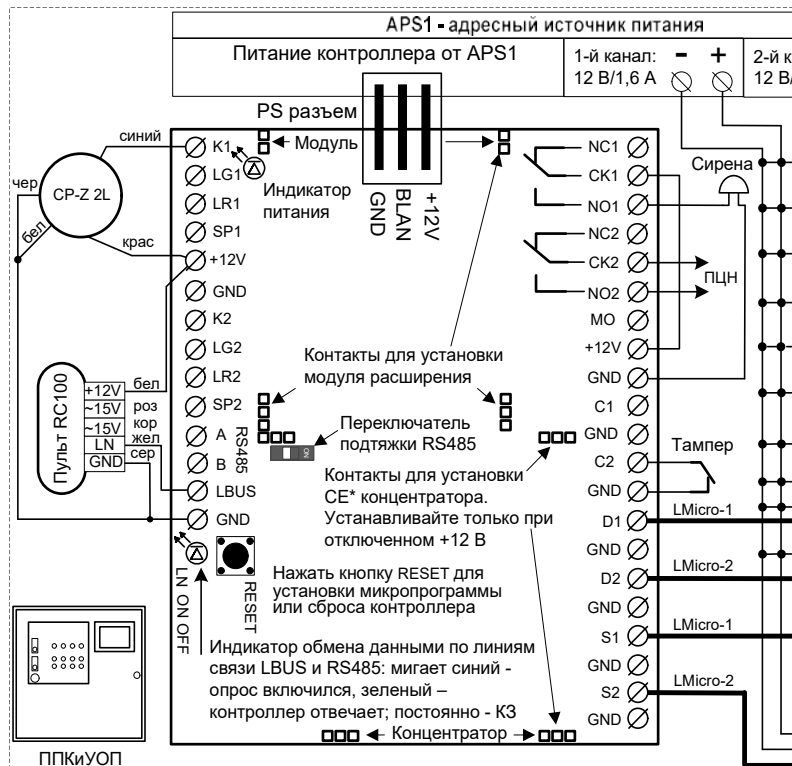 APS1 - адресный источник питания
Питание контроллера от APS1
1-й канал: - +
12 В/1,6 А
2-й к
12 В/
PS разъем
синий
K1
Модуль
NC1
Сирена
чер
CP-Z 2L
LG1
Индикатор
питания
CK1
LR1
NO1
бел
SP1
GND
BLAN
+12V
NC2
крас
+12V
CK2
ПЦН
GND
NO2
K2
MO
LG2
Контакты для установки
модуля расширения
+12V
LR2
GND
Пульт RC100
+12V
бел
~15V
роз
~15V
кор
LN
жел
GND
сер
SP2
C1
A
RS485
Переключатель
подтяжки RS485
ON
GND
Тампер
B
Контакты для установки
CE* концентратора.
Устанавливайте только при
отключенном +12 В
C2
LBUS
GND
GND
D1
LMicro-1
GND
LN ON OFF
RESET
Нажать кнопку RESET для
установки микропрограммы
или сброса контроллера
D2
LMicro-2
GND
Индикатор обмена данными по линиям
связи LBUS и RS485: мигает синий -
опрос включился, зеленый –
контроллер отвечает; постоянно - КЗ
S1
LMicro-1
GND
S2
LMicro-2
GND
Концентратор
ППКиУОП